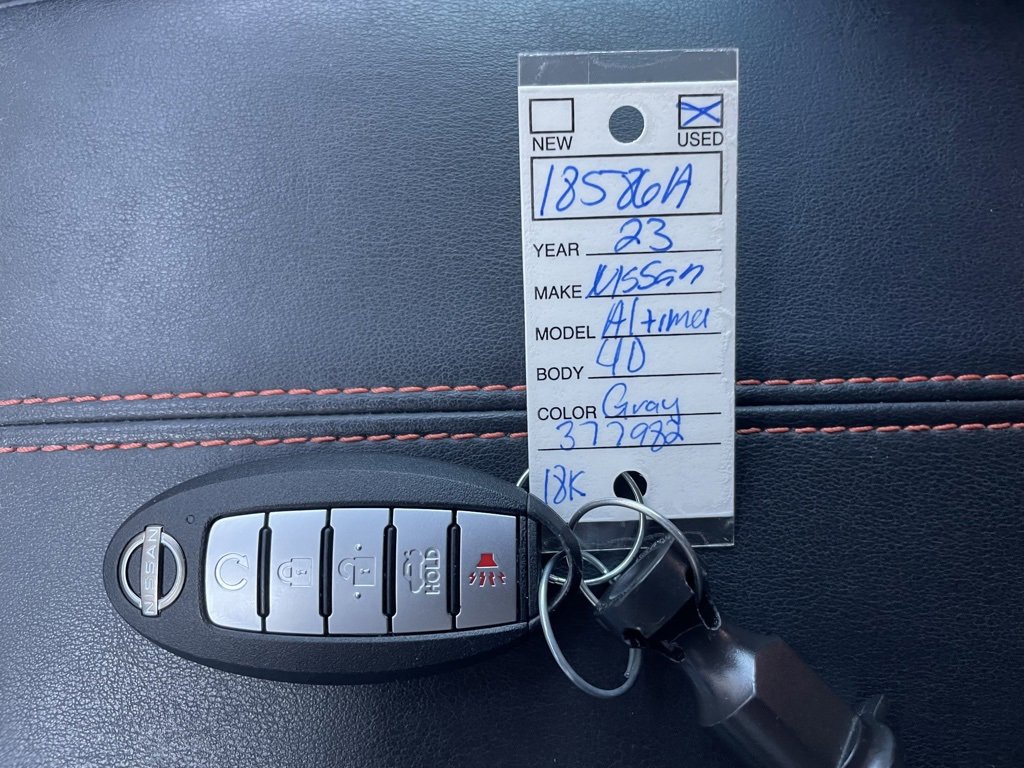 NEW USED
18586A
YEAR 23
MAKE Nissan
MODEL Altima
BODY 4D
COLOR Gray
377982
18K
NISSAN
HOLD